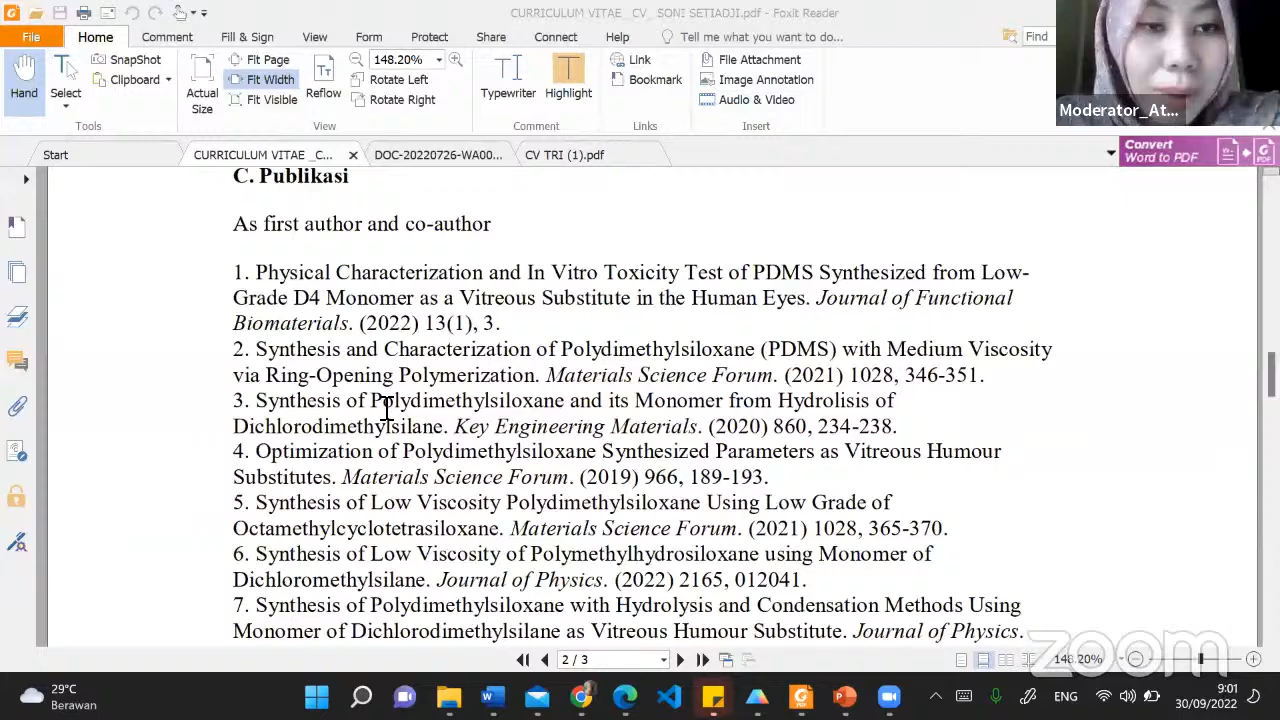 CURRICULUM VITAE _CV_ SONI SETIADJI.pdf - Foxit Reader
File Home Comment Fill & Sign View Form Protect Share Connect Help Tell me what you want to do... Find
Hand
Select
SnapShot
Clipboard
Tools
Actual Size
Fit Page
Fit Width
Fit Visible
Reflow
148.20%
Rotate Left
Rotate Right
View
Typewriter
Highlight
Comment
Link
Bookmark
Links
File Attachment
Image Annotation
Audio & Video
Insert
Moderator_At...
Start CURRICULUM VITAE _C... DOC-20220726-WA00... CV TRI (1).pdf
Convert
Word to PDF
C. Publikasi
As first author and co-author
1. Physical Characterization and In Vitro Toxicity Test of PDMS Synthesized from Low-
Grade D4 Monomer as a Vitreous Substitute in the Human Eyes. Journal of Functional
Biomaterials. (2022) 13(1), 3.
2. Synthesis and Characterization of Polydimethylsiloxane (PDMS) with Medium Viscosity
via Ring-Opening Polymerization. Materials Science Forum. (2021) 1028, 346-351.
3. Synthesis of Polydimethylsiloxane and its Monomer from Hydrolisis of
Dichlorodimethylsilane. Key Engineering Materials. (2020) 860, 234-238.
4. Optimization of Polydimethylsiloxane Synthesized Parameters as Vitreous Humour
Substitutes. Materials Science Forum. (2019) 966, 189-193.
5. Synthesis of Low Viscosity Polydimethylsiloxane Using Low Grade of
Octamethylcyclotetrasiloxane. Materials Science Forum. (2021) 1028, 365-370.
6. Synthesis of Low Viscosity of Polymethylhydrosiloxane using Monomer of
Dichloromethylsilane. Journal of Physics. (2022) 2165, 012041.
7. Synthesis of Polydimethylsiloxane with Hydrolysis and Condensation Methods Using
Monomer of Dichlorodimethylsilane as Vitreous Humour Substitute. Journal of Physics.
zoom
2 / 3
148.20%
29°C
Berawan
ENG
9:01
30/09/2022